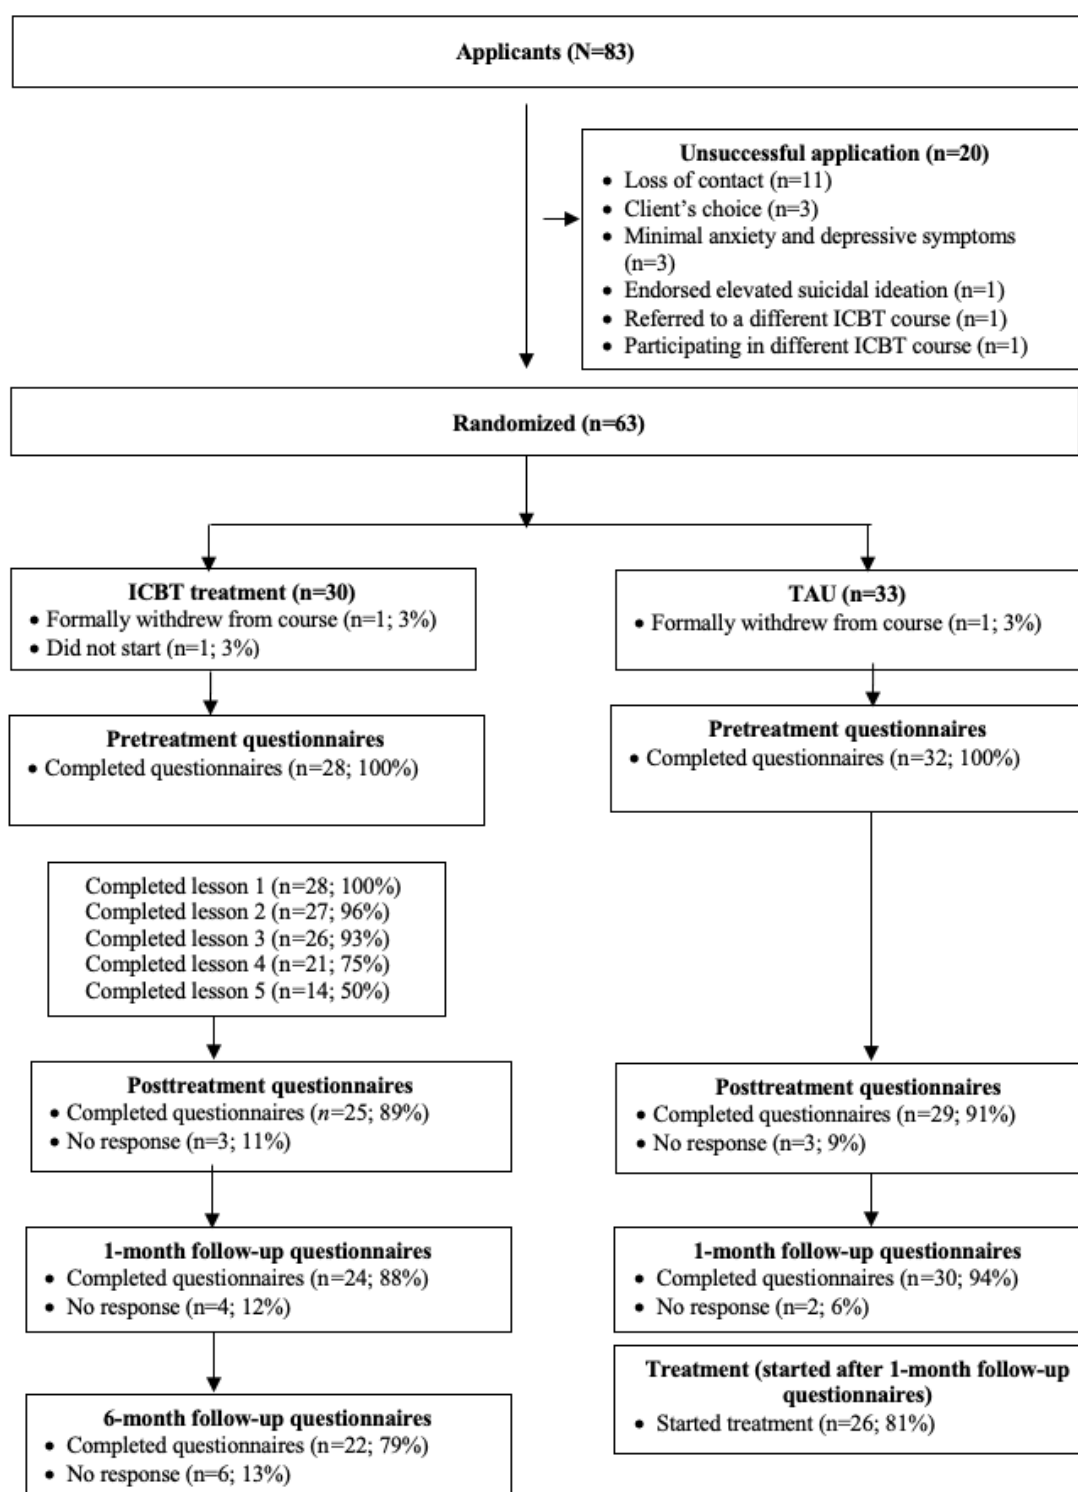 Applicants (N=83)
Unsuccessful application (n=20)
• Loss of contact (n=11)
• Client's choice (n=3)
• Minimal anxiety and depressive symptoms
(n=3)
• Endorsed elevated suicidal ideation (n=1)
• Referred to a different ICBT course (n=1)
• Participating in different ICBT course (n=1)
Randomized (n=63)
ICBT treatment (n=30)
• Formally withdrew from course (n=1; 3%)
• Did not start (n=1; 3%)
TAU (n=33)
• Formally withdrew from course (n=1; 3%)
Pretreatment questionnaires
• Completed questionnaires (n=28; 100%)
Pretreatment questionnaires
• Completed questionnaires (n=32; 100%)
Completed lesson 1 (n=28; 100%)
Completed lesson 2 (n=27; 96%)
Completed lesson 3 (n=26; 93%)
Completed lesson 4 (n=21; 75%)
Completed lesson 5 (n=14; 50%)
Posttreatment questionnaires
• Completed questionnaires (n=25; 89%)
• No response (n=3; 11%)
Posttreatment questionnaires
• Completed questionnaires (n=29; 91%)
• No response (n=3; 9%)
1-month follow-up questionnaires
• Completed questionnaires (n=24; 88%)
• No response (n=4; 12%)
1-month follow-up questionnaires
• Completed questionnaires (n=30; 94%)
• No response (n=2; 6%)
Treatment (started after 1-month follow-up
questionnaires)
• Started treatment (n=26; 81%)
6-month follow-up questionnaires
• Completed questionnaires (n=22; 79%)
• No response (n=6; 13%)